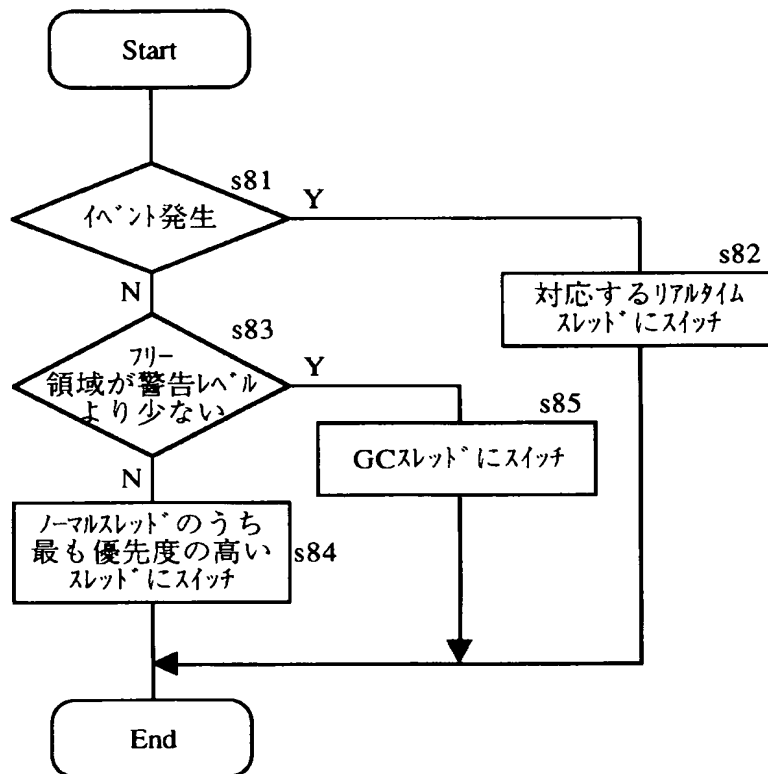 Start
s81
ｲﾍﾞﾝﾄ発生
Y
N
s82
対応するﾘｱﾙﾀｲﾑ
ｽﾚｯﾄﾞにｽｲｯﾁ
s83
ﾌﾘｰ
領域が警告ﾚﾍﾞﾙ
より少ない
Y
N
s85
GCｽﾚｯﾄﾞにｽｲｯﾁ
ﾉｰﾏﾙｽﾚｯﾄﾞのうち
最も優先度の高い
ｽﾚｯﾄﾞにｽｲｯﾁ
s84
End